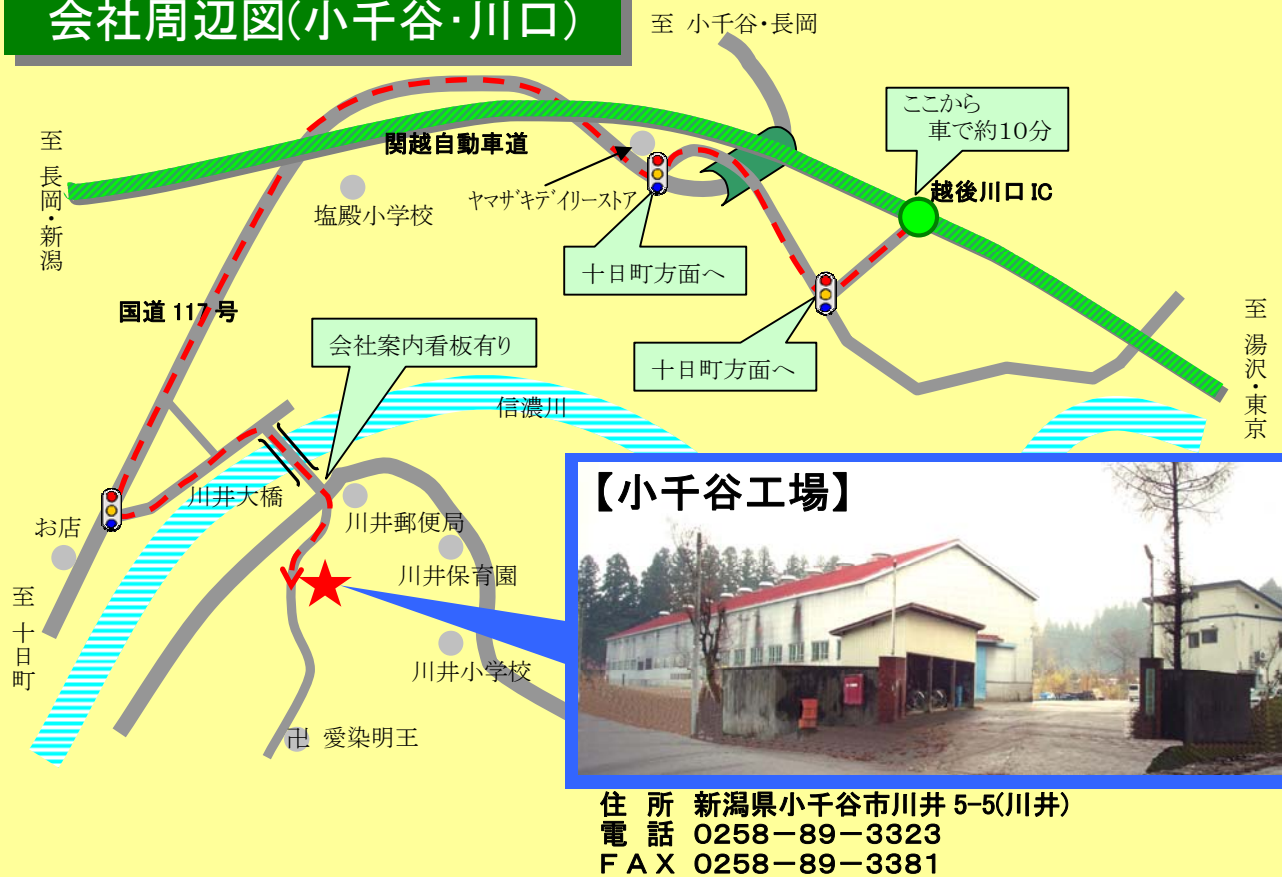 会社周辺図(小千谷・川口)
至 小千谷・長岡
ここから
車で約10分
至 長岡・新潟
関越自動車道
ヤマザキデイリーストア
越後川口 IC
塩殿小学校
十日町方面へ
国道 117 号
会社案内看板有り
十日町方面へ
至 湯沢・東京
信濃川
川井大橋
川井郵便局
お店
川井保育園
至 十日町
川井小学校
卍 愛染明王
【小千谷工場】
住 所 新潟県小千谷市川井 5-5(川井)
電 話 0258-89-3323
FAX 0258-89-3381